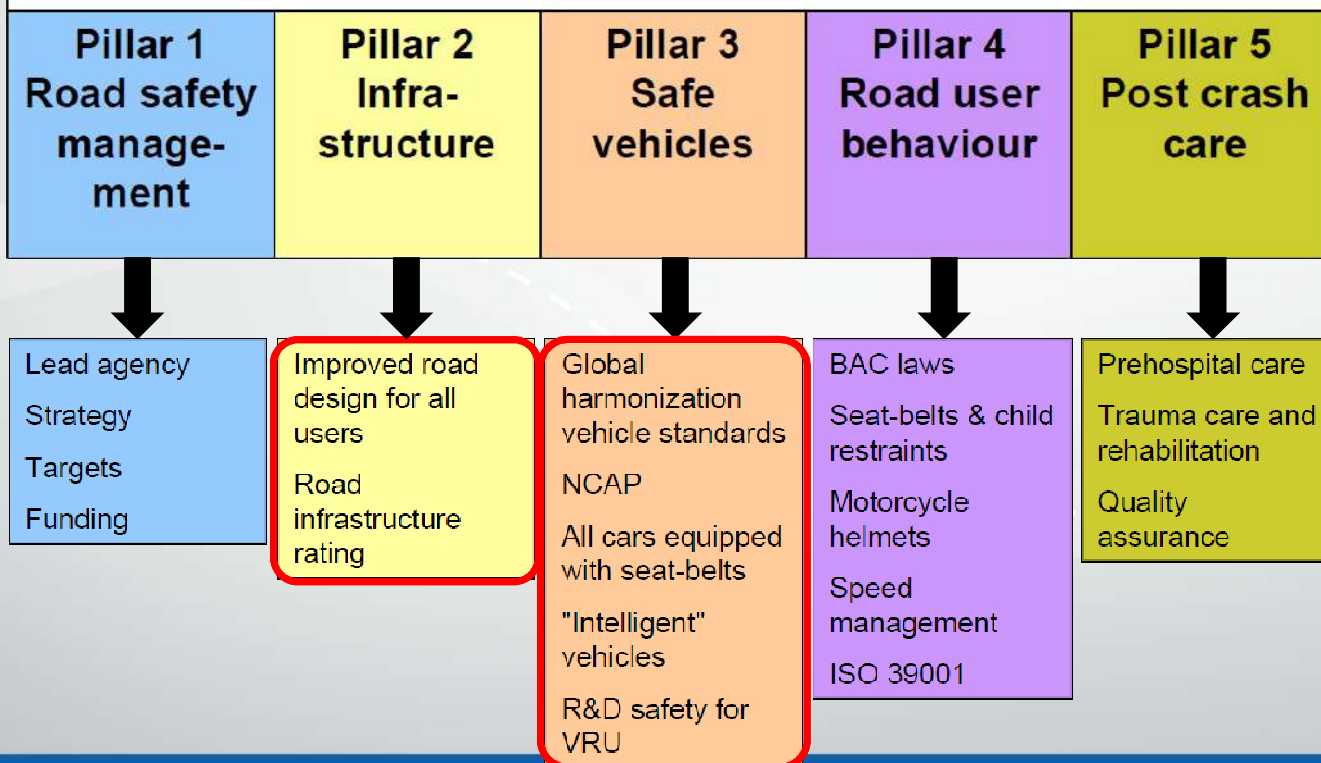 Pillar 1
Road safety
manage-
ment
Pillar 2
Infra-
structure
Pillar 3
Safe
vehicles
Pillar 4
Road user
behaviour
Pillar 5
Post crash
care
Lead agency
Strategy
Targets
Funding
Improved road
design for all
users
Road
infrastructure
rating
Global
harmonization
vehicle standards
NCAP
All cars equipped
with seat-belts
"Intelligent"
vehicles
R&D safety for
VRU
BAC laws
Seat-belts & child
restraints
Motorcycle
helmets
Speed
management
ISO 39001
Prehospital care
Trauma care and
rehabilitation
Quality
assurance